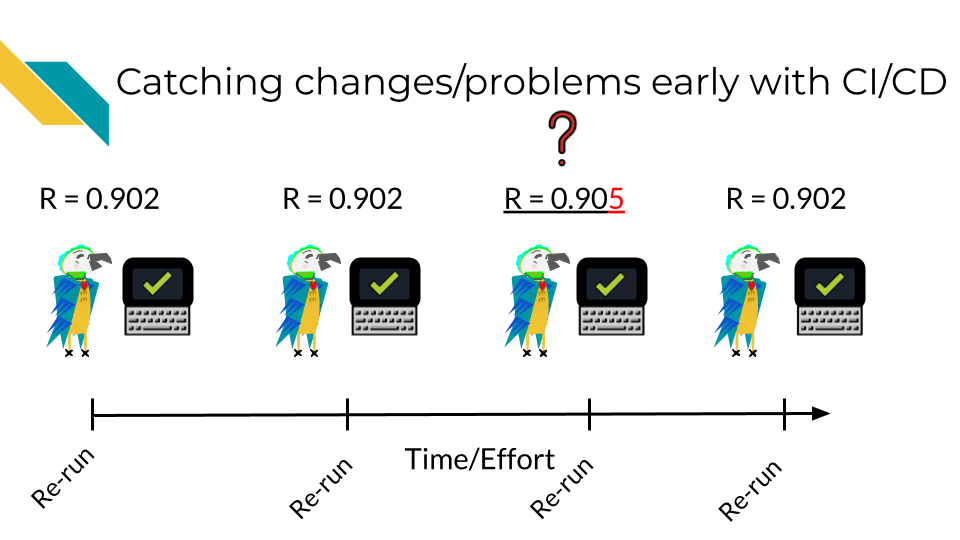 Catching changes/problems early with CI/CD
?
R = 0.902
R = 0.902
R = 0.905
R = 0.902
Time/Effort
Re-run
Re-run
Re-run
Re-run